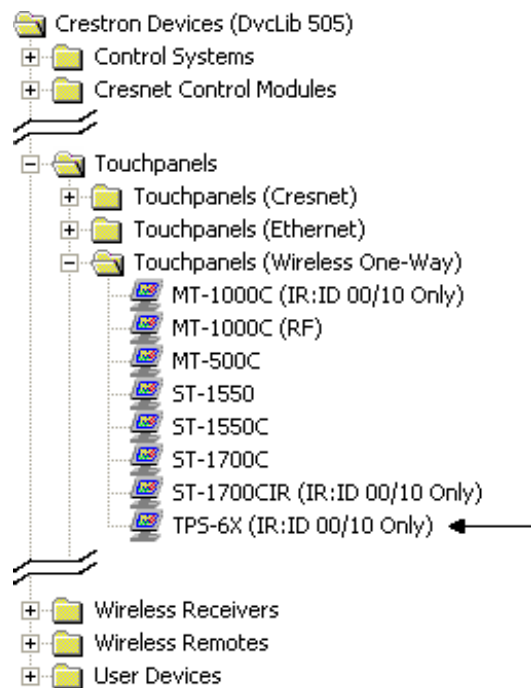 Crestron Devices (DvcLib 505)
Control Systems
Cresnet Control Modules
Touchpanels
Touchpanels (Cresnet)
Touchpanels (Ethernet)
Touchpanels (Wireless One-Way)
MT-1000C (IR:ID 00/10 Only)
MT-1000C (RF)
MT-500C
ST-1550
ST-1550C
ST-1700C
ST-1700CIR (IR:ID 00/10 Only)
TPS-6X (IR:ID 00/10 Only)
Wireless Receivers
Wireless Remotes
User Devices